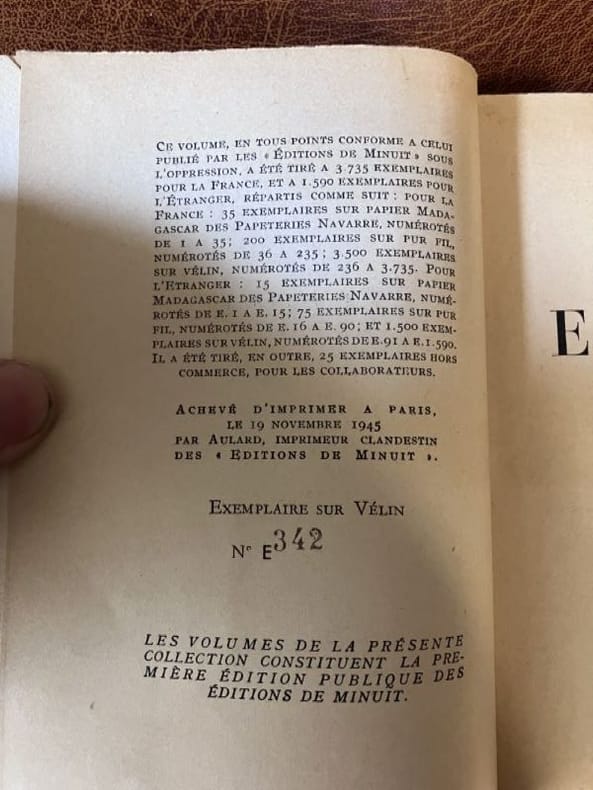 CE VOLUME, EN TOUS POINTS CONFORME A CELUI
PUBLIÉ PAR LES « ÉDITIONS DE MINUIT » SOUS
L'OPPRESSION, A ÉTÉ TIRÉ A 3 735 EXEMPLAIRES
POUR LA FRANCE, ET A 1.590 EXEMPLAIRES POUR
L'ÉTRANGER, RÉPARTIS COMME SUIT : POUR LA
FRANCE : 35 EXEMPLAIRES SUR PAPIER MADA-
GASCAR DES PAPETERIES NAVARRE, NUMÉROTÉS
DE 1 A 35; 200 EXEMPLAIRES SUR PUR FIL,
NUMÉROTÉS DE 36 A 235; 3.500 EXEMPLAIRES
SUR VÉLIN, NUMÉROTÉS DE 236 A 3.735. POUR
L'ETRANGER : 15 EXEMPLAIRES SUR PAPIER
MADAGASCAR DES PAPETERIES NAVARRE, NUMÉ-
ROTÉS DE E. 1 A E. 15; 75 EXEMPLAIRES SUR PUR
FIL, NUMÉROTÉS DE E. 16 A E. 90; ET 1.500 EXEM-
PLAIRES SUR VÉLIN, NUMÉROTÉS DE E.91 A E.1.590.
IL A ÉTÉ TIRÉ, EN OUTRE, 25 EXEMPLAIRES HORS
COMMERCE, POUR LES COLLABORATEURS.
ACHEVÉ D'IMPRIMER A PARIS,
LE 19 NOVEMBRE 1945
PAR AULARD, IMPRIMEUR CLANDESTIN
DES « EDITIONS DE MINUIT ».
EXEMPLAIRE SUR VÉLIN
N° E342
LES VOLUMES DE LA PRÉSENTE
COLLECTION CONSTITUENT LA PRE-
MIÈRE ÉDITION PUBLIQUE DES
ÉDITIONS DE MINUIT.
E